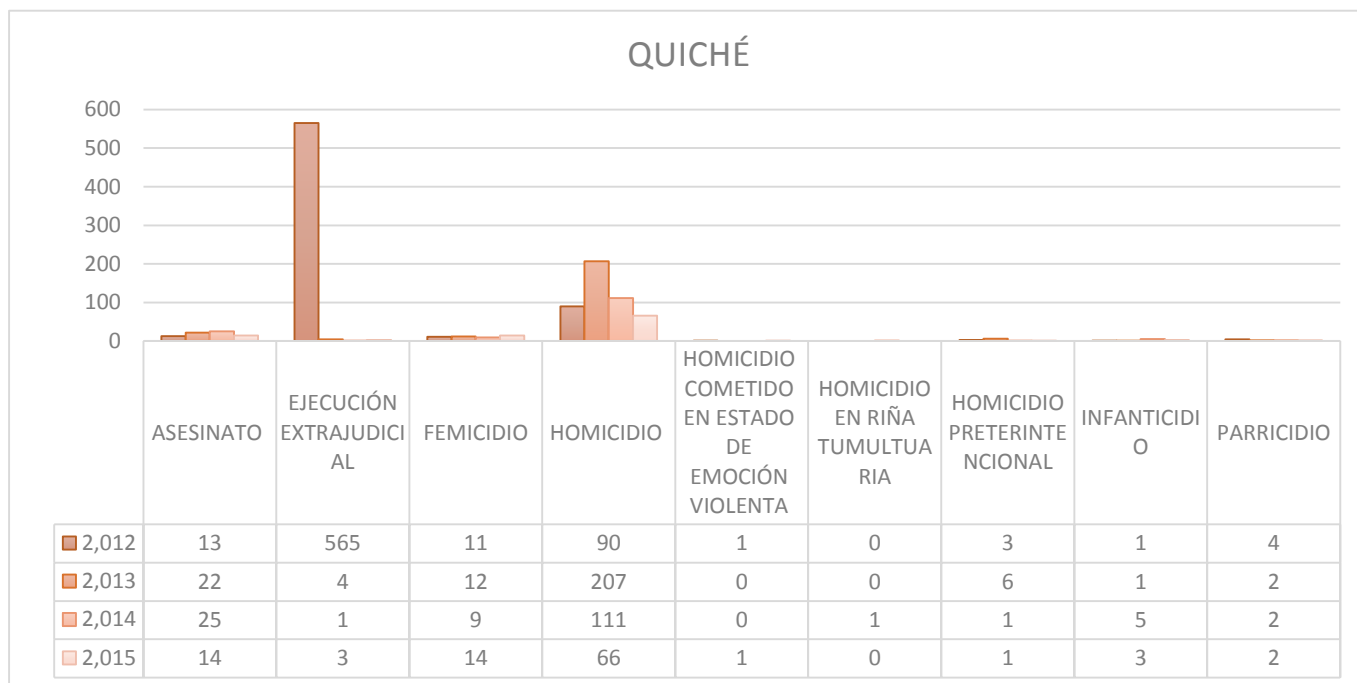 QUICHÉ
600
500
400
300
200
100
0
ASESINATO
EJECUCIÓN
EXTRAJUDICI
AL
FEMICIDIO
HOMICIDIO
HOMICIDIO
COMETIDO
EN ESTADO
DE
EMOCIÓN
VIOLENTA
HOMICIDIO
EN RIÑA
TUMULTUA
RIA
HOMICIDIO
PRETERINTE
NCIONAL
INFANTICIDI
O
PARRICIDIO
2,012 13 565 11 90 1 0 3 1 4
2,013 22 4 12 207 0 0 6 1 2
2,014 25 1 9 111 0 1 1 5 2
2,015 14 3 14 66 1 0 1 3 2